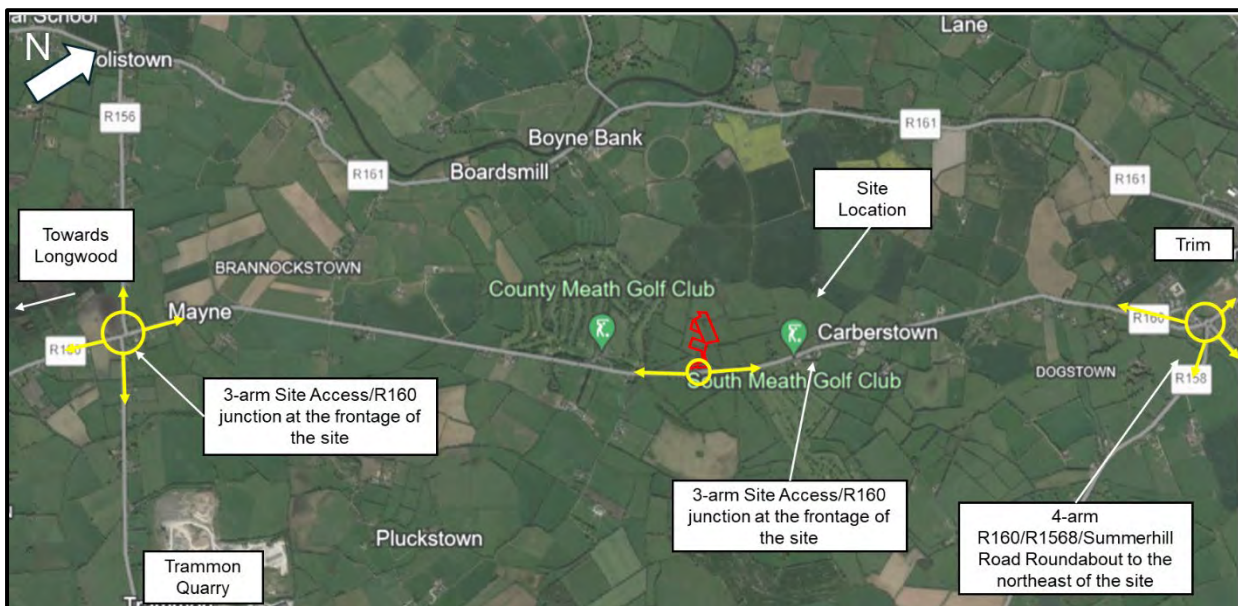 al School
N
olistown
Lane
R156
R161
Boyne Bank
Boardsmill
R161
R161
Site
Location
Towards
Longwood
Trim
BRANNOCKSTOWN
County Meath Golf Club
Mayne
Carberstown
R160
South Meath Golf Club
DOGSTOWN
R158
3-arm Site Access/R160
junction at the frontage of
the site
3-arm Site Access/R160
junction at the frontage of
the site
4-arm
R160/R1568/Summerhill
Road Roundabout to the
northeast of the site
Pluckstown
Trammon
Quarry